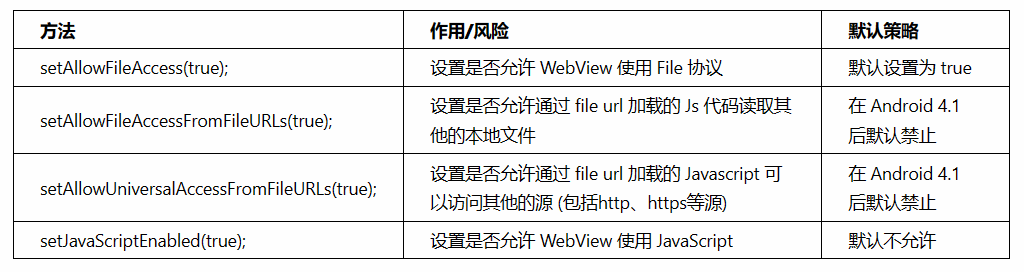 方法 作用/风险 默认策略
setAllowFileAccess(true); 设置是否允许 WebView 使用 File 协议 默认设置为 true
setAllowFileAccessFromFileURLs(true); 设置是否允许通过 file url 加载的 Js 代码读取其
他的本地文件 在 Android 4.1
后默认禁止
setAllowUniversalAccessFromFileURLs(true); 设置是否允许通过 file url 加载的 Javascript 可
以访问其他的源 (包括http、https等源) 在 Android 4.1
后默认禁止
setJavaScriptEnabled(true); 设置是否允许 WebView 使用 JavaScript 默认不允许